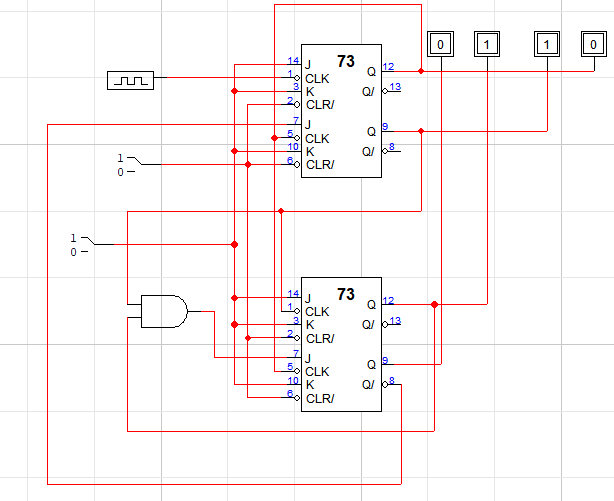 0 1 1 0
73
14 J Q 12
1 CLK
3 K Q/ 13
2 CLR/
7 J
5 CLK Q 9
10 K Q/ 8
6 CLR/
1
0
1
0
73
14 J Q 12
1 CLK
3 K Q/ 13
2 CLR/
7 J
5 CLK Q 9
10 K Q/ 8
6 CLR/